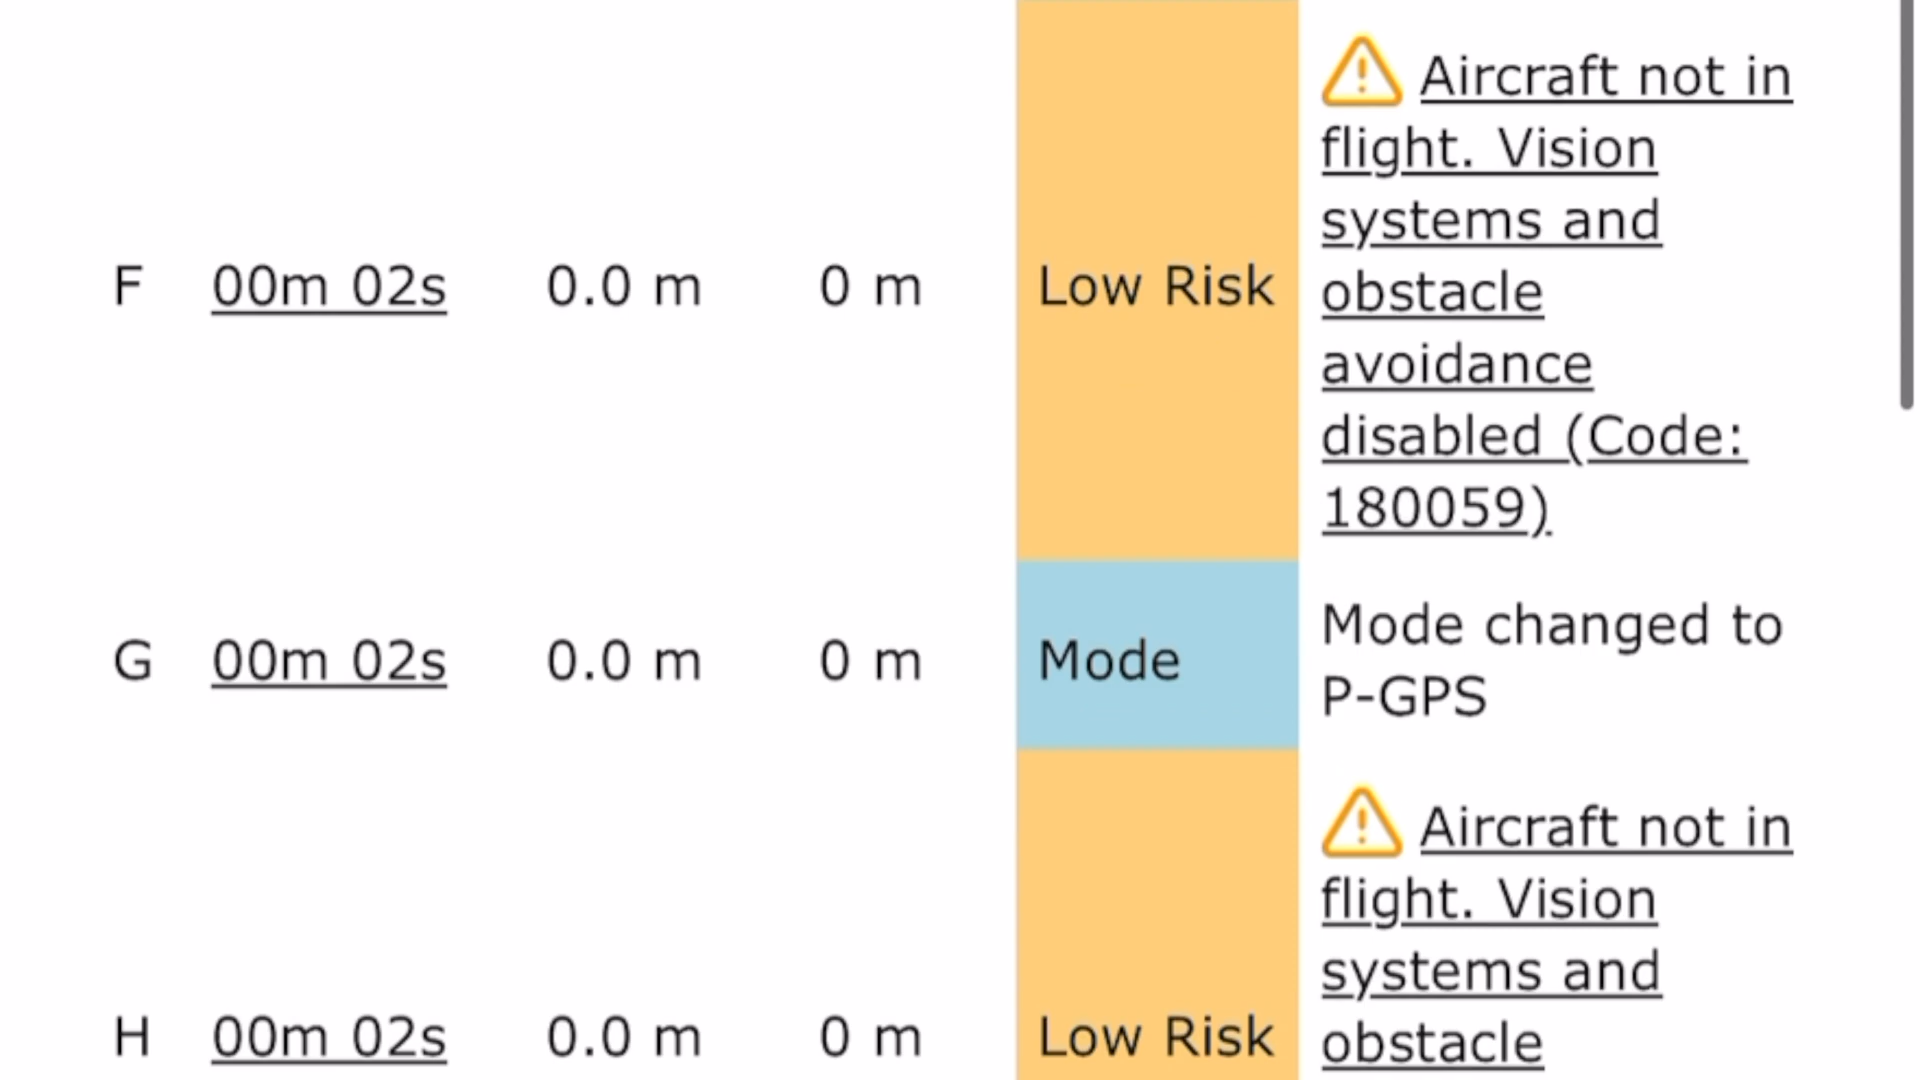 Aircraft not in
flight. Vision
systems and
obstacle
avoidance
disabled (Code:
180059)
F 00m 02s 0.0 m 0 m Low Risk
G 00m 02s 0.0 m 0 m Mode
Mode changed to
P-GPS
Aircraft not in
flight. Vision
systems and
obstacle
H 00m 02s 0.0 m 0 m Low Risk